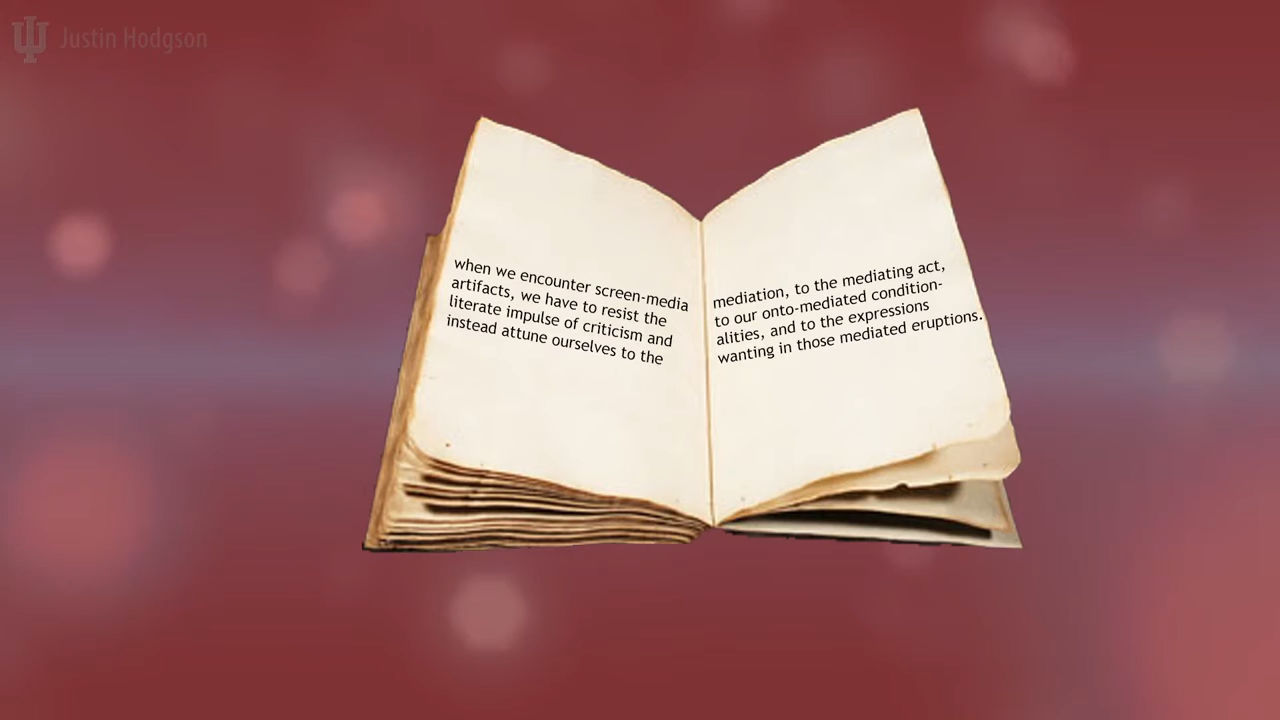 Justin Hodgson
when we encounter screen-media
artifacts, we have to resist the
literate impulse of criticism and
instead attune ourselves to the
mediation, to the mediating act,
to our onto-mediated condition-
alities, and to the expressions
wanting in those mediated eruptions.